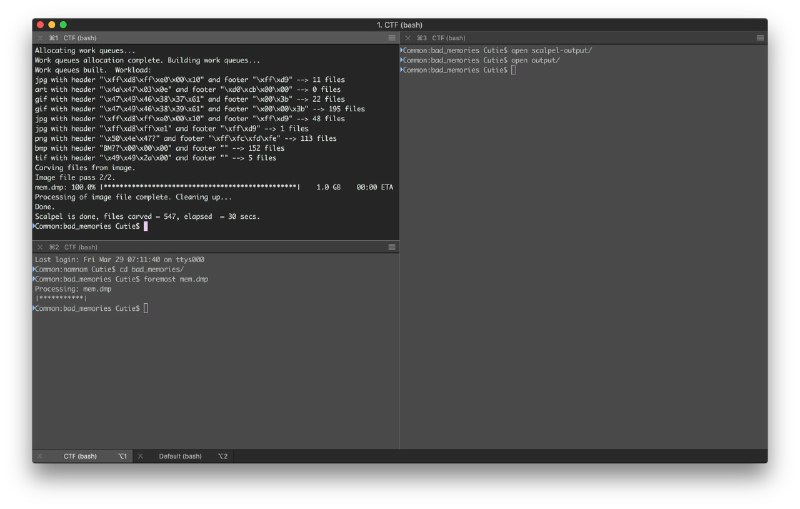 1. CTF (bash)
⌘1 CTF (bash)
Allocating work queues...
Work queues allocation complete. Building work queues...
Work queues built.  Workload:
jpg with header "\xff\xd8\xff\xe0\x00\x10" and footer "\xff\xd9" --> 11 files
art with header "\x4a\x47\x03\x0e" and footer "\xd0\xcb\x00\x00" --> 0 files
gif with header "\x47\x49\x46\x38\x37\x61" and footer "\x00\x3b" --> 22 files
gif with header "\x47\x49\x46\x38\x39\x61" and footer "\x00\x00\x3b" --> 195 files
jpg with header "\xff\xd8\xff\xe0\x00\x10" and footer "\xff\xd9" --> 48 files
jpg with header "\xff\xd8\xff\xe1" and footer "\xff\xd9" --> 1 files
png with header "\x50\x4e\x47?" and footer "\xff\xfc\xfd\xfe" --> 113 files
bmp with header "BM??\x00\x00\x00" and footer "" --> 152 files
tif with header "\x49\x49\x2a\x00" and footer "" --> 5 files
Carving files from image.
Image file pass 2/2.
mem.dmp: 100.0% |*************************************************| 1.0 GB 00:00 ETA
Processing of image file complete. Cleaning up...
Done.
Scalpel is done, files carved = 547, elapsed  = 30 secs.
Common:bad_memories Cutie$
⌘2 CTF (bash)
Last login: Fri Mar 29 07:11:40 on ttys000
Common:namnam Cutie$ cd bad_memories/
Common:bad_memories Cutie$ foremost mem.dmp
Processing: mem.dmp
|***********|
Common:bad_memories Cutie$
⌘3 CTF (bash)
Common:bad_memories Cutie$ open scalpel-output/
Common:bad_memories Cutie$ open output/
Common:bad_memories Cutie$
CTF (bash) ⌥1 Default (bash) ⌥2